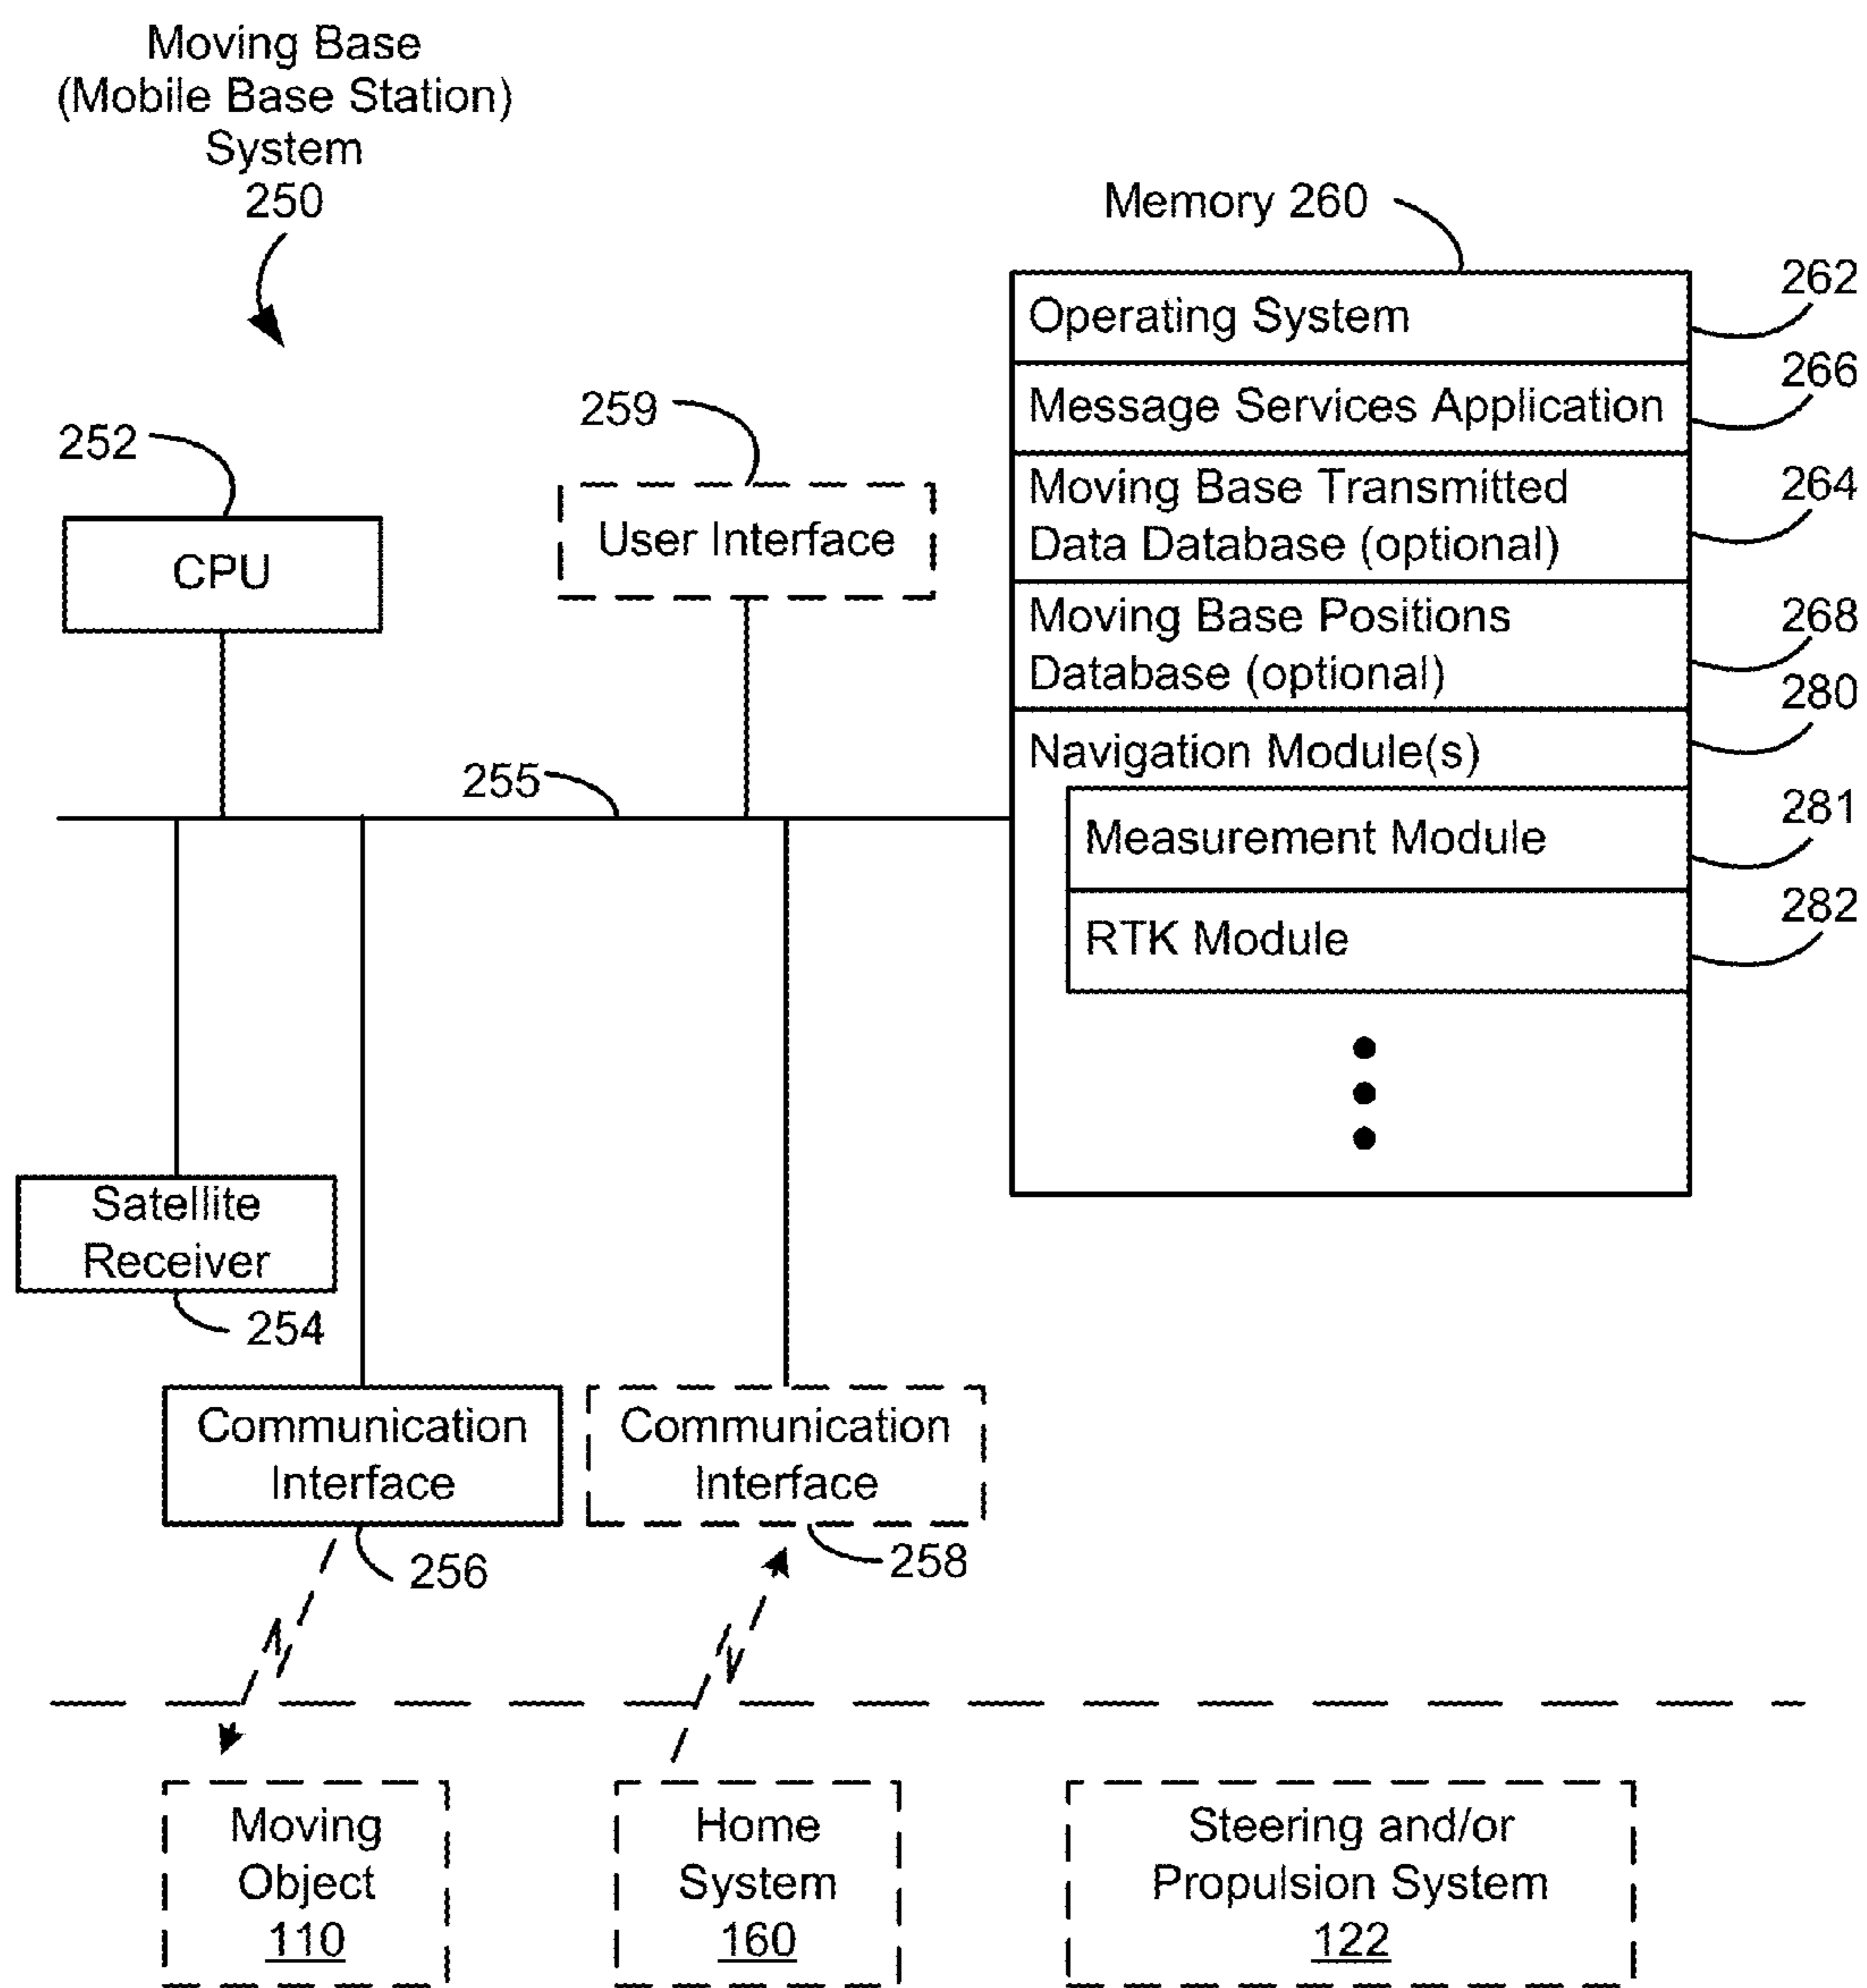 Moving Base
(Mobile Base Station)
System
250
Memory 260
Operating System
262
Message Services Application
266
Moving Base Transmitted
Data Database (optional)
264
Moving Base Positions
Database (optional)
268
Navigation Module(s)
280
Measurement Module
281
RTK Module
282
252
CPU
259
User Interface
255
Satellite
Receiver
254
Communication
Interface
256
Communication
Interface
258
Moving
Object
110
Home
System
160
Steering and/or
Propulsion System
122